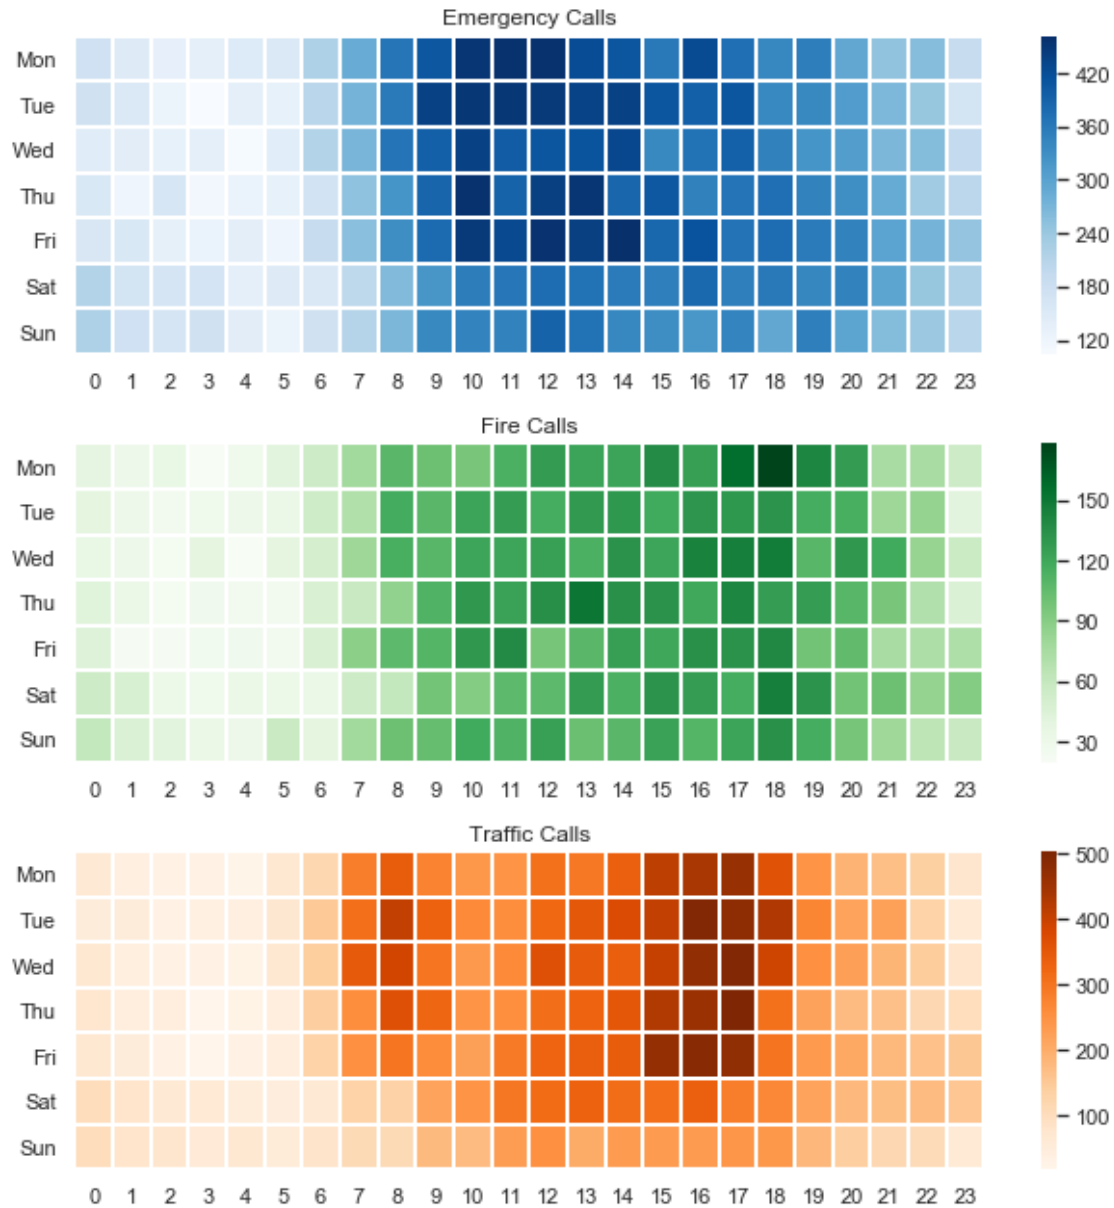 Emergency Calls
Mon
Tue
Wed
Thu
Fri
Sat
Sun
0 1 2 3 4 5 6 7 8 9 10 11 12 13 14 15 16 17 18 19 20 21 22 23
420
360
300
240
180
120
Fire Calls
Mon
Tue
Wed
Thu
Fri
Sat
Sun
0 1 2 3 4 5 6 7 8 9 10 11 12 13 14 15 16 17 18 19 20 21 22 23
150
120
90
60
30
Traffic Calls
Mon
Tue
Wed
Thu
Fri
Sat
Sun
0 1 2 3 4 5 6 7 8 9 10 11 12 13 14 15 16 17 18 19 20 21 22 23
500
400
300
200
100